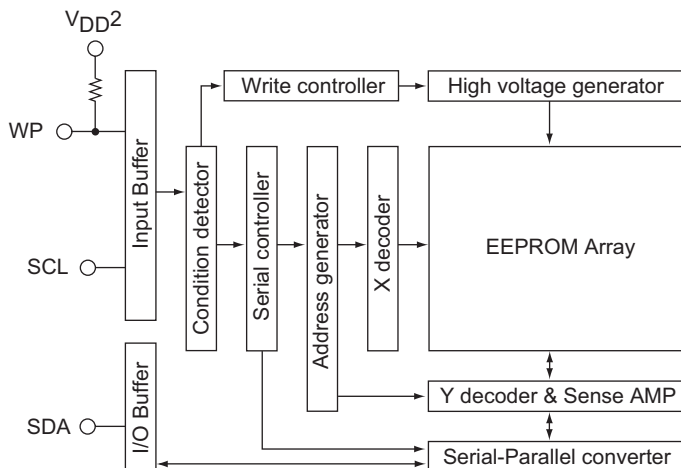 VDD2
Write controller
High voltage generator
WP
Input Buffer
Condition detector
Serial controller
Address generator
X decoder
EEPROM Array
SCL
I/O Buffer
Y decoder & Sense AMP
SDA
Serial-Parallel converter